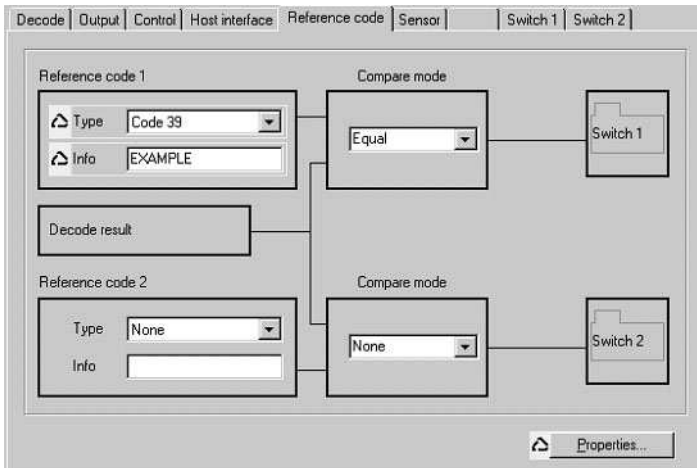 Decode Output Control Host interface Reference code Sensor Switch 1 Switch 2
Reference code 1
Compare mode
Type Code 39
Equal
Switch 1
Info EXAMPLE
Decode result
Reference code 2
Compare mode
Type None
None
Switch 2
Info
Properties...